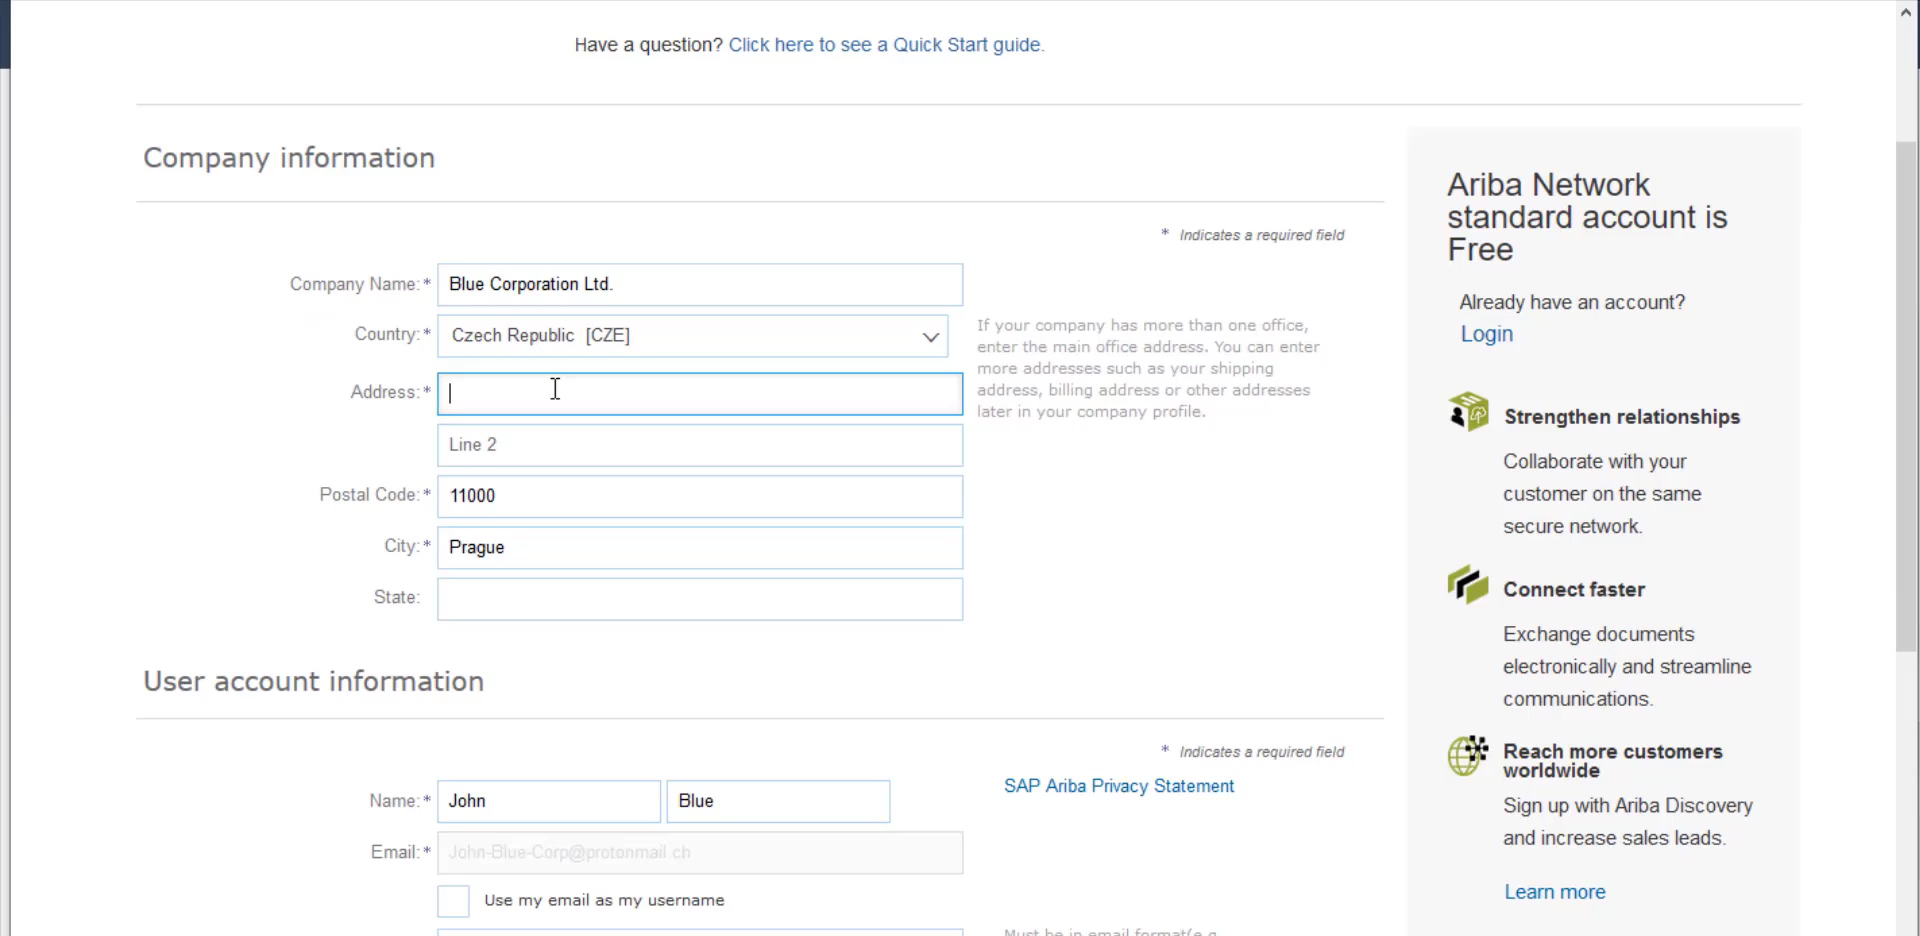 Have a question? Click here to see a Quick Start guide.
Company information
* Indicates a required field
Company Name: * Blue Corporation Ltd.
Country: * Czech Republic [CZE]
If your company has more than one office,
enter the main office address. You can enter
more addresses such as your shipping
address, billing address or other addresses
later in your company profile.
Address: *
Line 2
Postal Code: * 11000
City: * Prague
State:
User account information
* Indicates a required field
Name: * John Blue
SAP Ariba Privacy Statement
Email: * John-Blue-Corp@protonmail.ch
Use my email as my username
Must be in email format(e.g
Ariba Network
standard account is
Free
Already have an account?
Login
Strengthen relationships
Collaborate with your
customer on the same
secure network.
Connect faster
Exchange documents
electronically and streamline
communications.
Reach more customers
worldwide
Sign up with Ariba Discovery
and increase sales leads.
Learn more